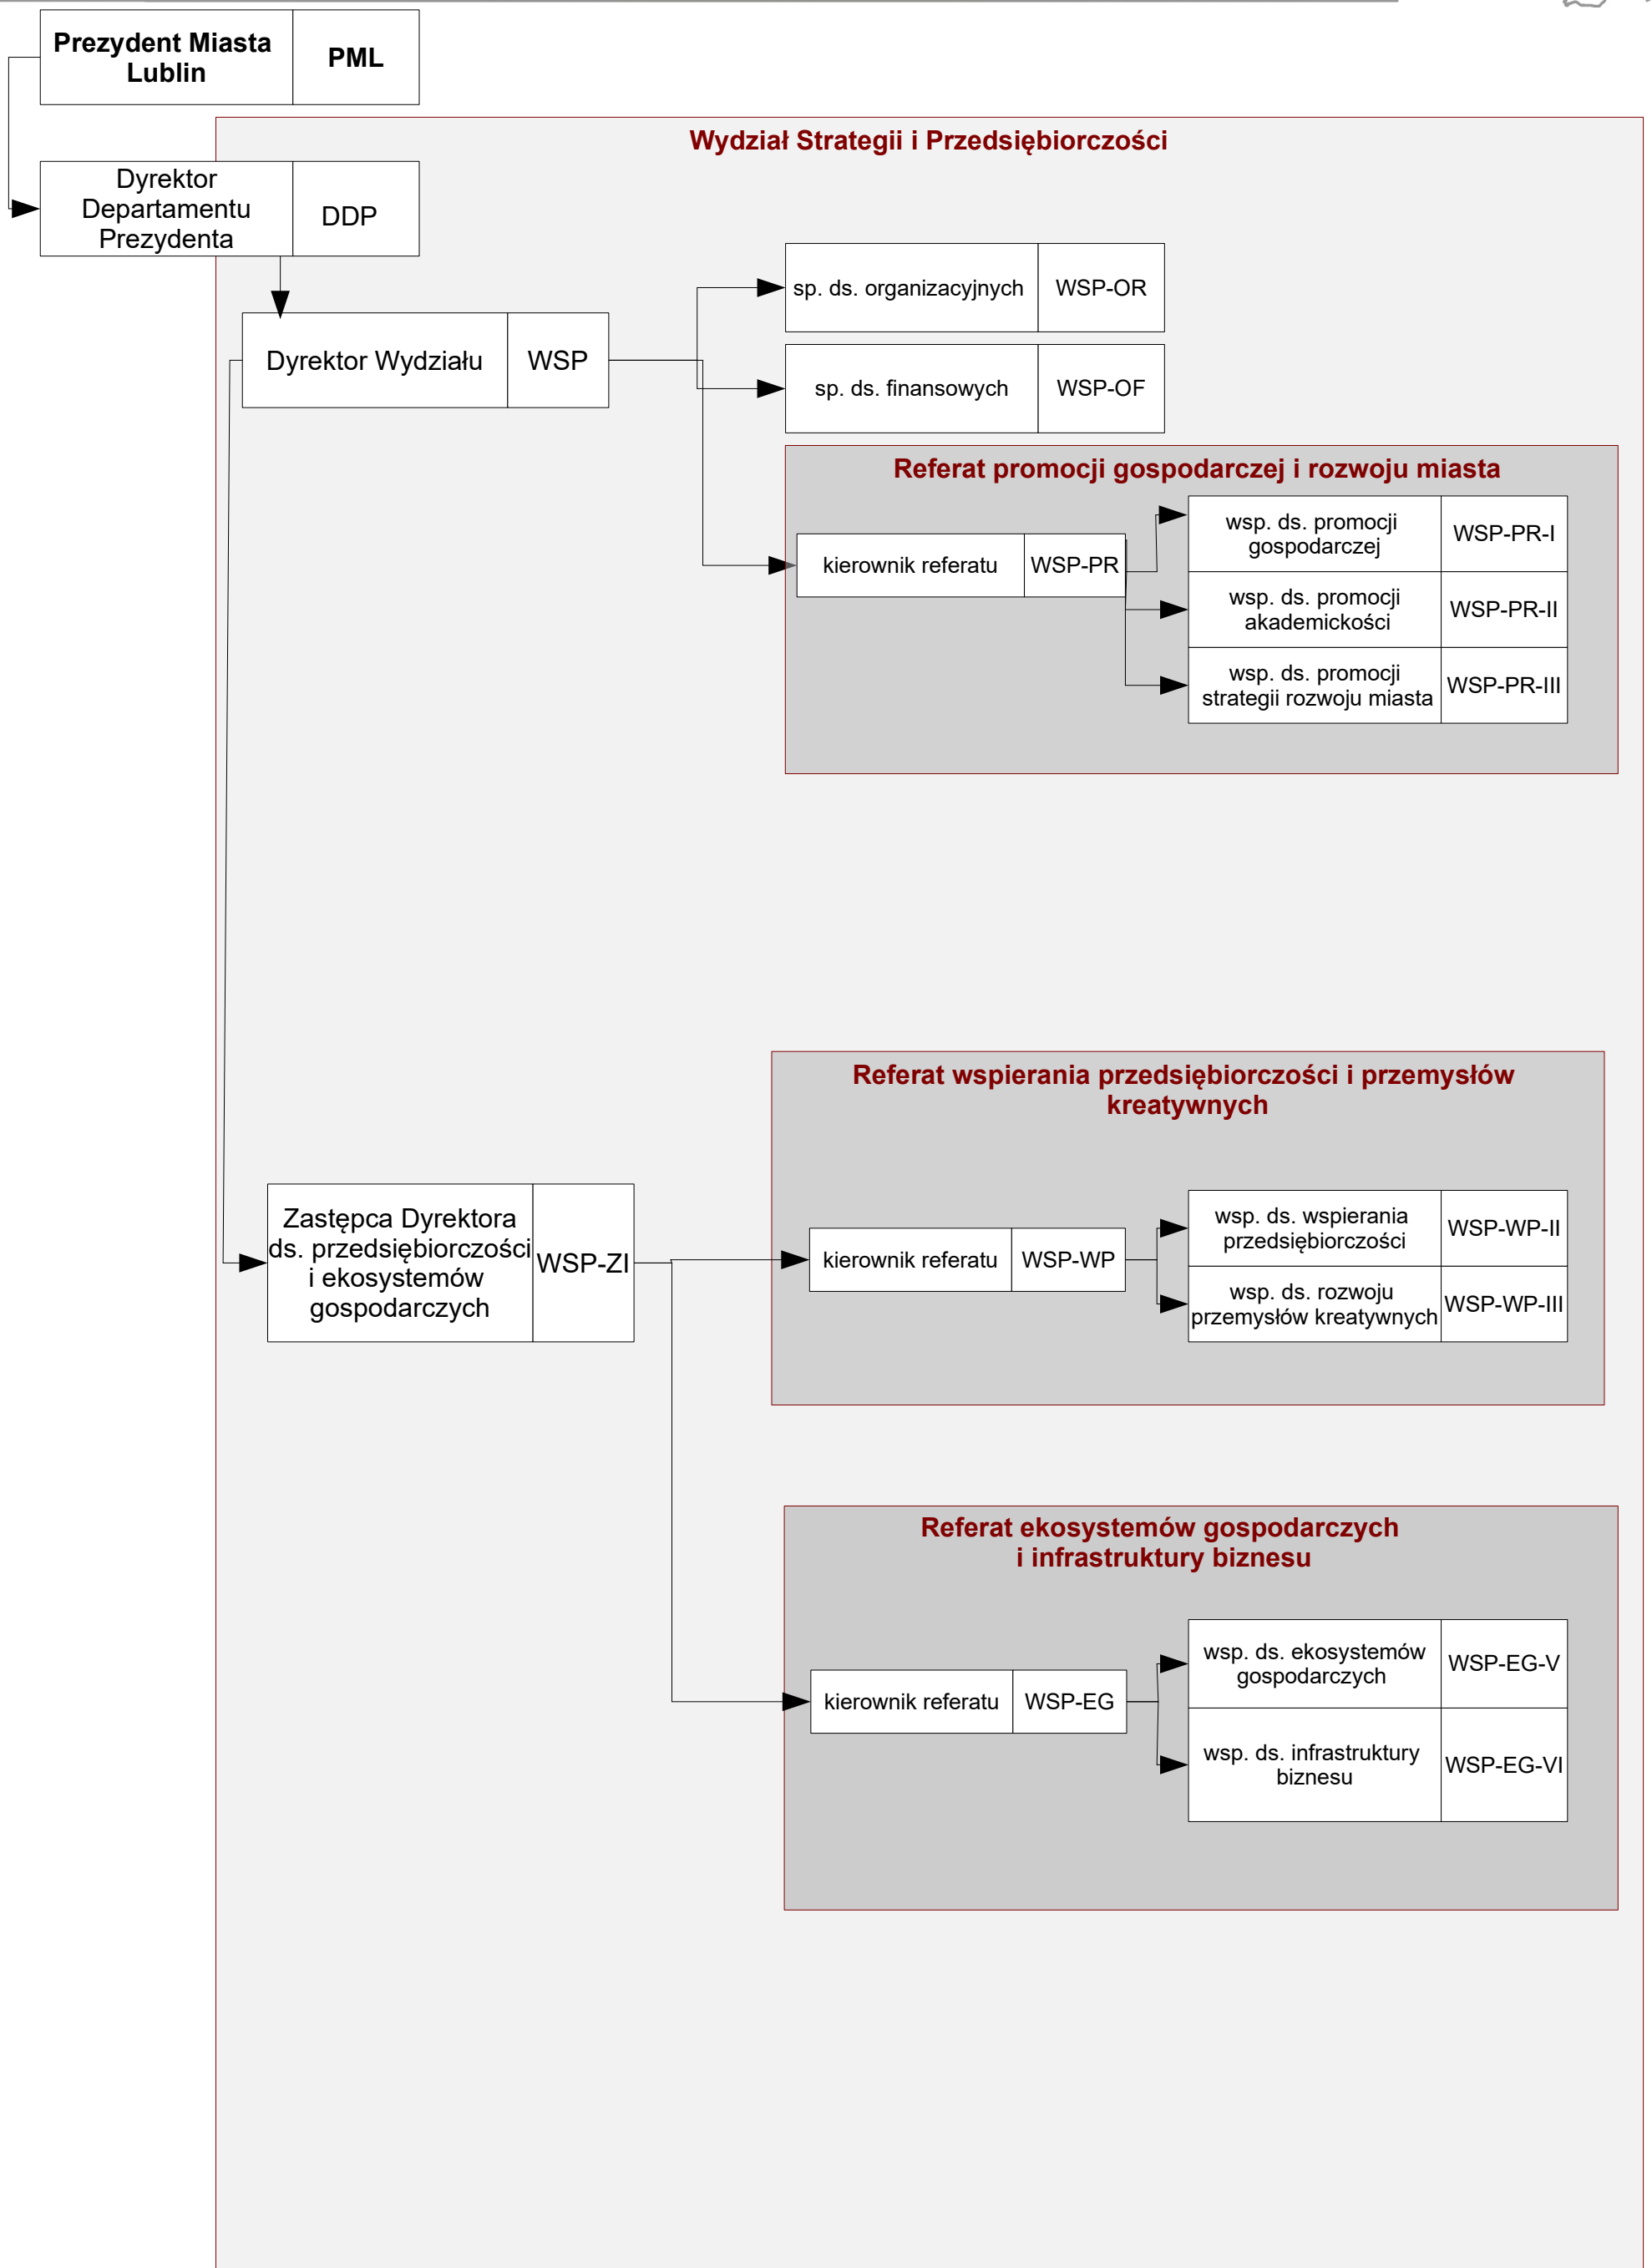 Prezydent Miasta
Lublin
PML
Wydział Strategii i Przedsiębiorczości
Dyrektor
Departamentu
Prezydenta
DDP
sp. ds. organizacyjnych
WSP-OR
Dyrektor Wydziału
WSP
sp. ds. finansowych
WSP-OF
Referat promocji gospodarczej i rozwoju miasta
kierownik referatu
WSP-PR
wsp. ds. promocji
gospodarczej
WSP-PR-I
wsp. ds. promocji
akademickości
WSP-PR-II
wsp. ds. promocji
strategii rozwoju miasta
WSP-PR-III
Referat wspierania przedsiębiorczości i przemysłów
kreatywnych
Zastępca Dyrektora
ds. przedsiębiorczości
i ekosystemów
gospodarczych
WSP-ZI
kierownik referatu
WSP-WP
wsp. ds. wspierania
przedsiębiorczości
WSP-WP-II
wsp. ds. rozwoju
przemysłów kreatywnych
WSP-WP-III
Referat ekosystemów gospodarczych
i infrastruktury biznesu
kierownik referatu
WSP-EG
wsp. ds. ekosystemów
gospodarczych
WSP-EG-V
wsp. ds. infrastruktury
biznesu
WSP-EG-VI